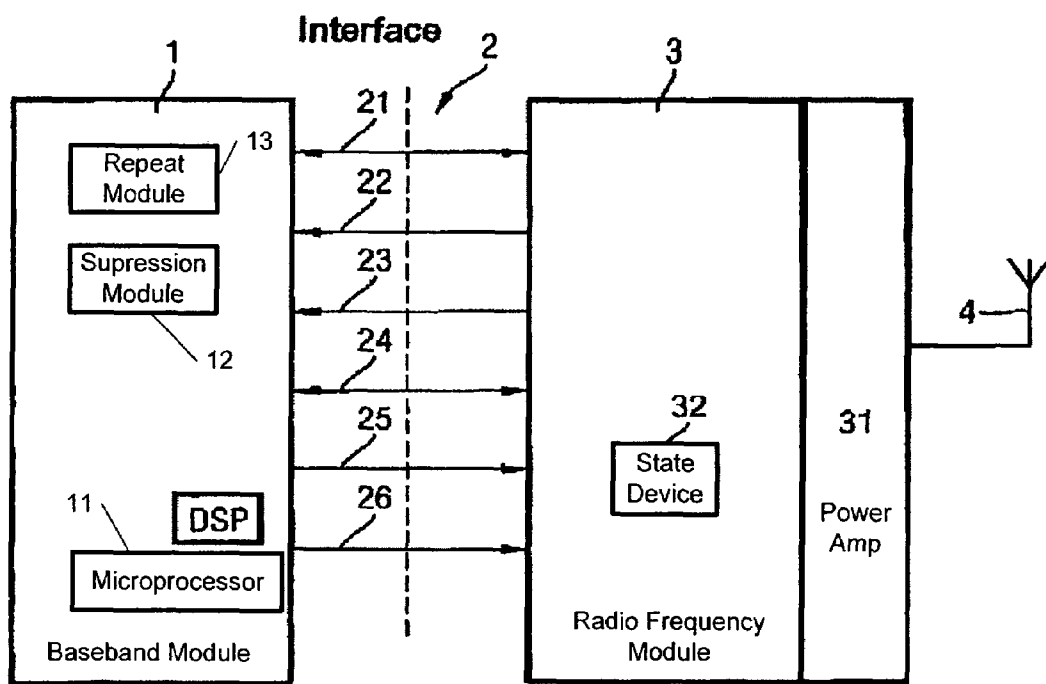 Interface
1
2
3
21
Repeat
Module
13
22
Supression
Module
12
23
4
24
25
32
State
Device
31
Power
Amp
DSP
11
26
Microprocessor
Radio Frequency
Module
Baseband Module